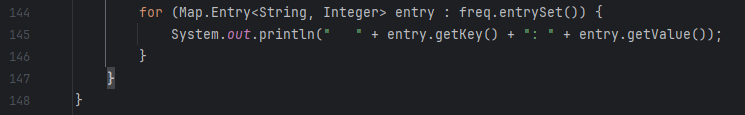 144 for (Map.Entry<String, Integer> entry : freq.entrySet()) {
145 System.out.println("   " + entry.getKey() + ": " + entry.getValue());
146 }
147 }
148 }